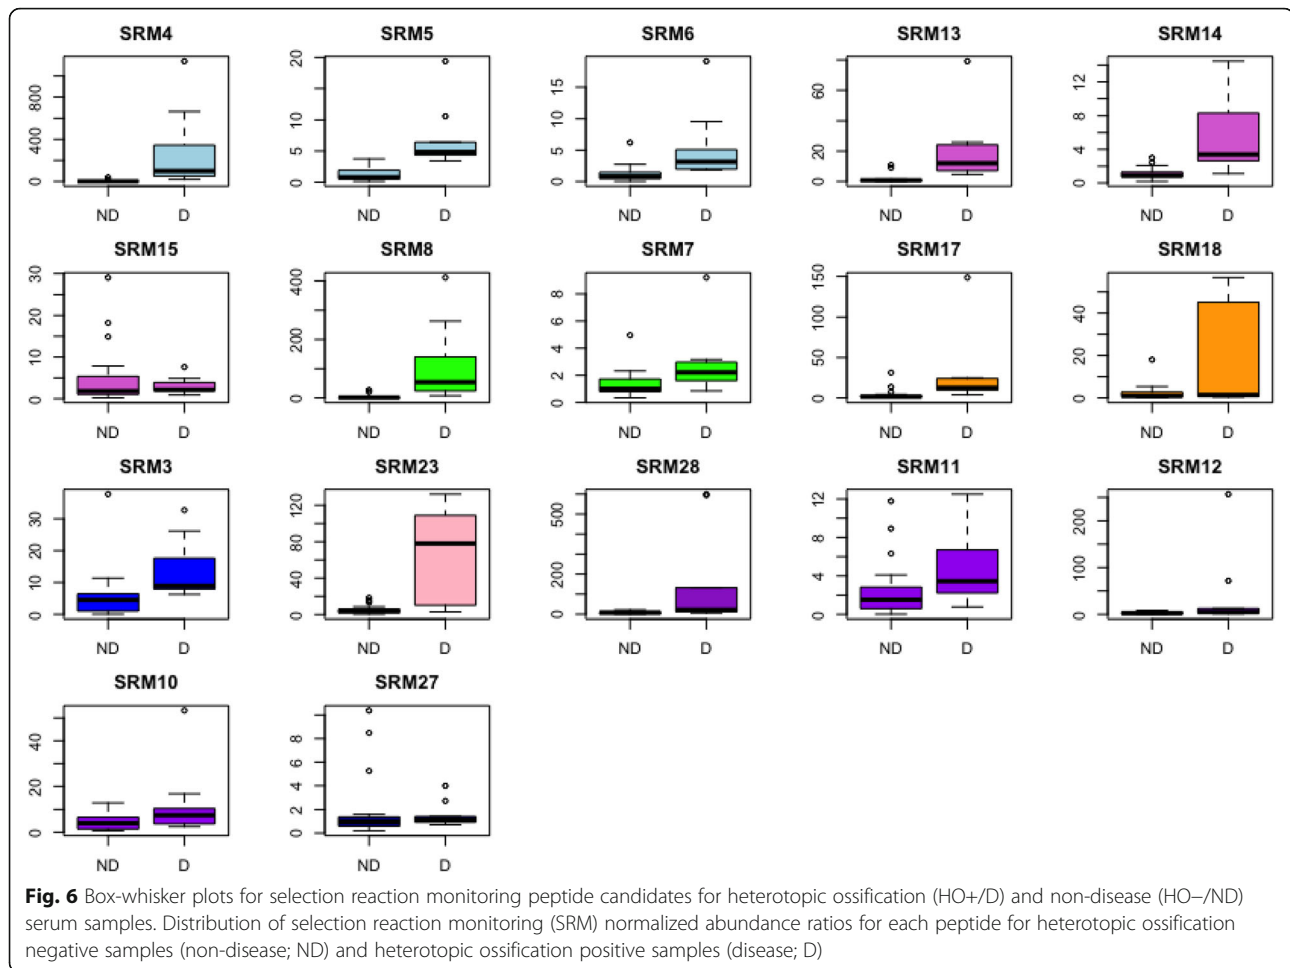 SRM4 SRM5 SRM6 SRM13 SRM14
0 400 800 ND D
0 5 10 15 20 ND D
0 5 10 15 ND D
0 20 60 ND D
0 4 8 12 ND D
SRM15 SRM8 SRM7 SRM17 SRM18
0 10 20 30 ND D
0 200 400 ND D
0 2 4 6 8 ND D
0 50 100 150 ND D
0 20 40 ND D
SRM3 SRM23 SRM28 SRM11 SRM12
0 10 20 30 ND D
0 40 80 120 ND D
0 200 500 ND D
0 4 8 12 ND D
0 100 200 ND D
SRM10 SRM27
0 20 40 ND D
0 2 4 6 8 ND D
Fig. 6 Box-whisker plots for selection reaction monitoring peptide candidates for heterotopic ossification (HO+/D) and non-disease (HO−/ND)
serum samples. Distribution of selection reaction monitoring (SRM) normalized abundance ratios for each peptide for heterotopic ossification
negative samples (non-disease; ND) and heterotopic ossification positive samples (disease; D)